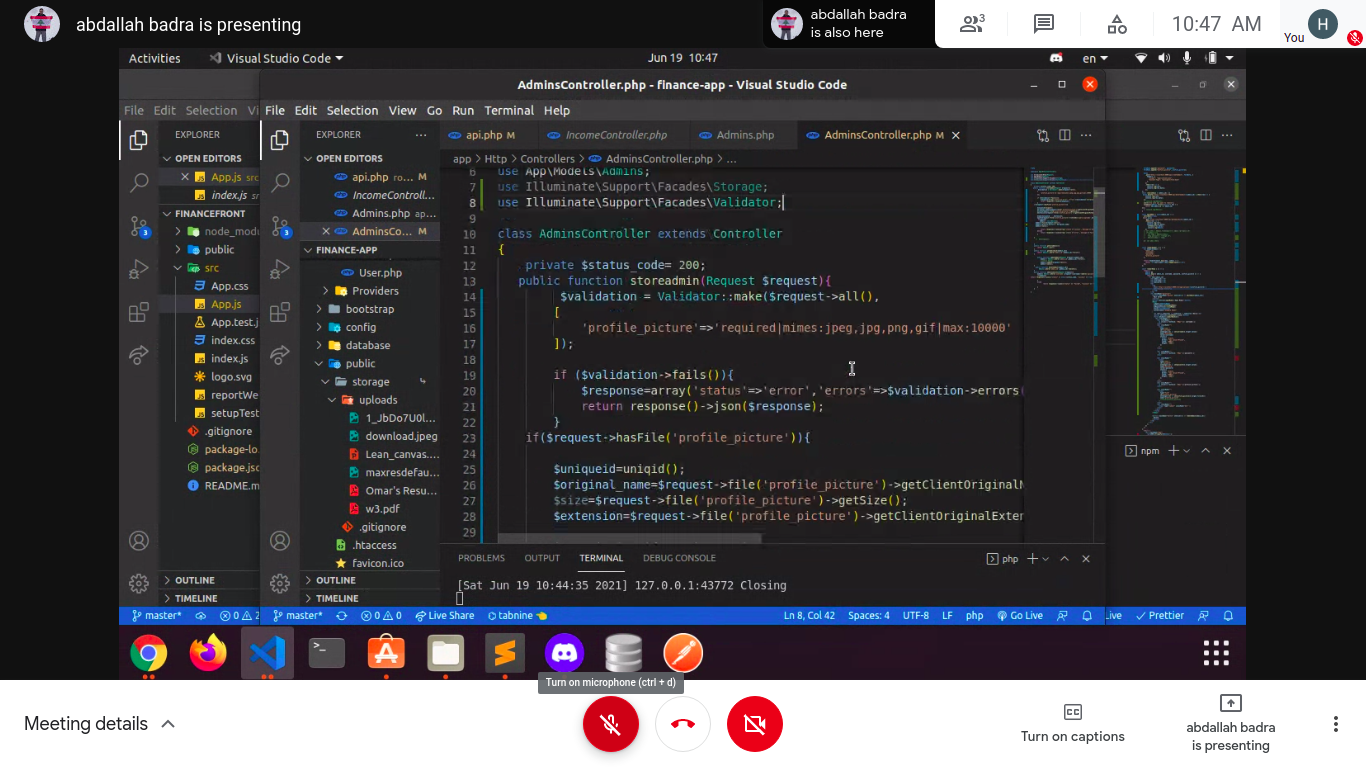 abdallah badra is presenting
abdallah badra
is also here
3
10:47 AM
You
H
Activities
Visual Studio Code
Jun 19 10:47
en
AdminsController.php - finance-app - Visual Studio Code
File Edit Selection Vi
File Edit Selection View Go Run Terminal Help
EXPLORER
OPEN EDITORS
App.js src
index.js src
FINANCEFRONT
node_modu
public
src
App.css
App.js
App.test.j
index.css
index.js
logo.svg
reportWe
setupTest
.gitignore
package-lo
package.jsc
README.m
OUTLINE
TIMELINE
3
EXPLORER
OPEN EDITORS
api.php ro...
IncomeControll...
Admins.php ap...
AdminsCo... M
FINANCE-APP
User.php
Providers
bootstrap
config
database
public
storage
uploads
1_JbDo7U0l...
download.jpeg
Lean_canvas....
maxresdefau...
Omar's Resu...
w3.pdf
.gitignore
.htaccess
favicon.ico
OUTLINE
TIMELINE
3
api.php M
IncomeController.php
Admins.php
AdminsController.php M
app > Http > Controllers > AdminsController.php > ...
6 use App\Models\Admins;
use Illuminate\Support\Facades\Storage;
8 use Illuminate\Support\Facades\Validator;
9
10 class AdminsController extends Controller
11 {
12 private $status_code= 200;
13 public function storeadmin(Request $request){
14 $validation = Validator::make($request->all(),
15 [
16 'profile_picture'=>'required|mimes:jpeg,jpg,png,gif|max:10000'
17 ]);
18
19 if ($validation->fails()){
20 $response=array('status'=>'error','errors'=>$validation->errors(
21 return response()->json($response);
22 }
23 if($request->hasFile('profile_picture')){
24
25 $uniqueid=uniqid();
26 $original_name=$request->file('profile_picture')->getClientOriginalN
27 $size=$request->file('profile_picture')->getSize();
28 $extension=$request->file('profile_picture')->getClientOriginalExten
29
PROBLEMS OUTPUT TERMINAL DEBUG CONSOLE
php
npm
[Sat Jun 19 10:44:35 2021] 127.0.0.1:43772 Closing
master* 0 2
master* 0 0 Live Share tabnine
Ln 8, Col 42 Spaces: 4 UTF-8 LF php Go Live
Live Prettier
Turn on microphone (ctrl + d)
Meeting details
CC
Turn on captions
abdallah badra
is presenting